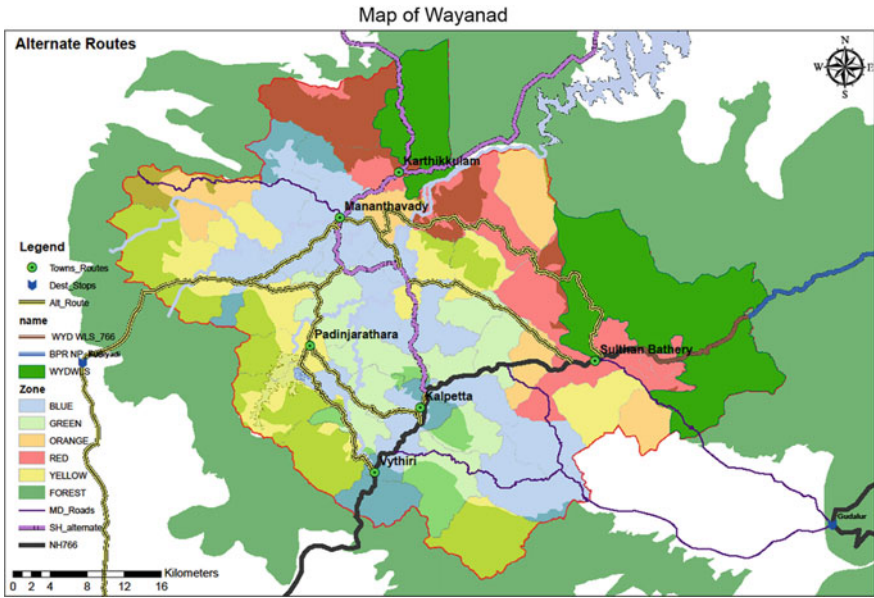 Map of Wayanad
Alternate Routes
N
W
E
S
Karthikkulam
Mananthavady
Padinjarathara
Sulthan Bathery
Kalpetta
Vythiri
Gudalur
Legend
Towns_Routes
Dest_Stops
Alt_Route
name
WYD WLS_766
BPR NP
WYDWLS
Zone
BLUE
GREEN
ORANGE
RED
YELLOW
FOREST
MD_Roads
SH_alternate
NH766
Kilometers
0 2 4 8 12 16